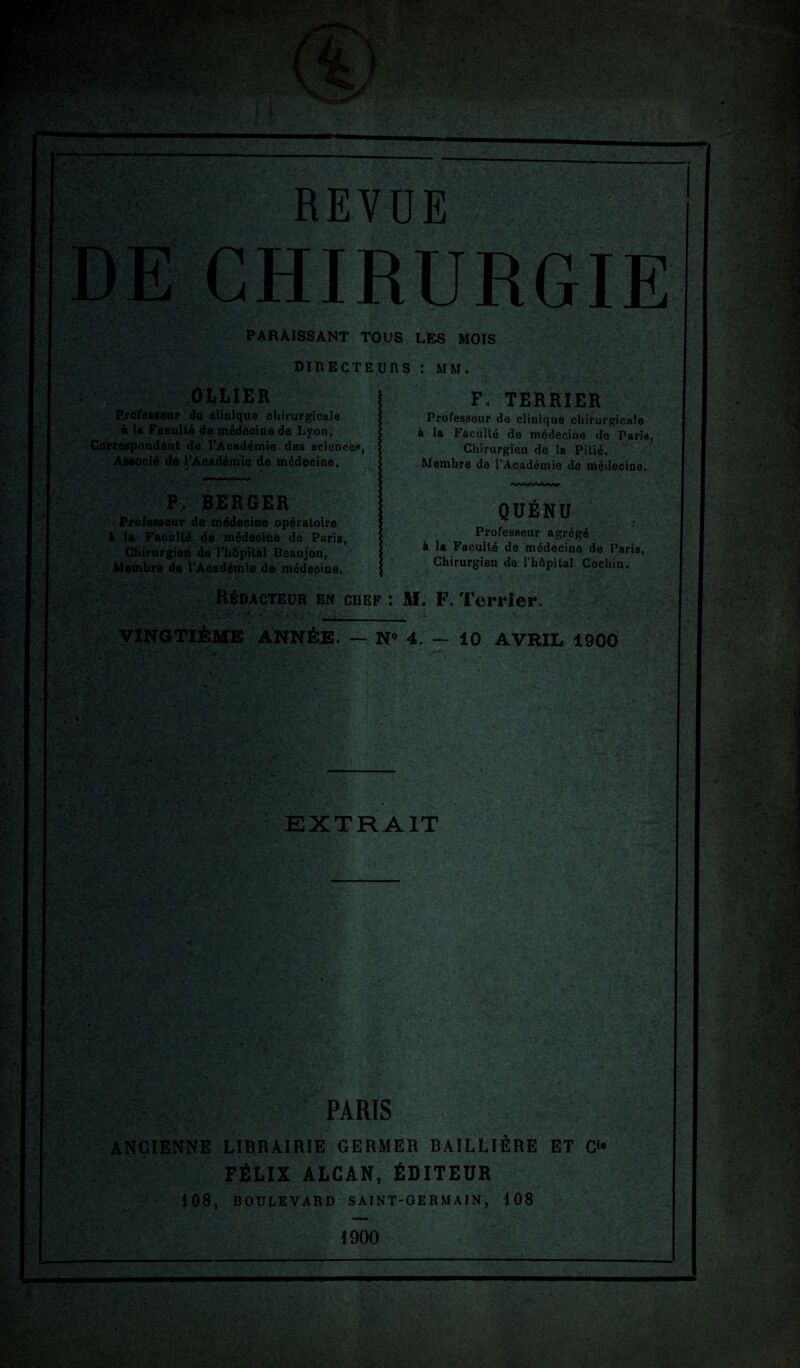 4
REVUE
DE CHIRURGIE
PARAISSANT TOUS LES MOIS
DIRECTEURS : MM.
OLLIER
Professeur de clinique chirurgicale
à la Faculté de médecine de Lyon,
Correspondant de l'Académie des sciences,
Associé de l'Académie de médecine.
P. BERGER
Professeur de médecine opératoire
à la Faculté de médecine de Paris,
Chirurgien de l'hôpital Beaujon,
Membre de l'Académie de médecine.
F. TERRIER
Professeur de clinique chirurgicale
à la Faculté de médecine de Paris,
Chirurgien de la Pitié,
Membre de l'Académie de médecine.
QUÉNU
Professeur agrégé
à la Faculté de médecine de Paris,
Chirurgien de l'hôpital Cochin.
RÉDACTEUR EN CHEF : M. F. Terrier.
VINGTIÈME ANNÉE. — N° 4. — 10 AVRIL 1900
EXTRAIT
PARIS
ANCIENNE LIBRAIRIE GERMER BAILLIÈRE ET Cie
FÉLIX ALCAN, ÉDITEUR
108, BOULEVARD SAINT-GERMAIN, 108
1900